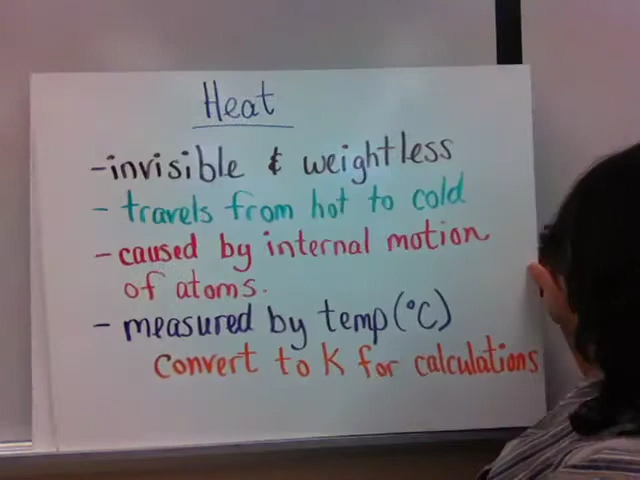 Heat
-invisible & weightless
- travels from hot to cold
- caused by internal motion
of atoms.
- measured by temp(°C)
convert to K for calculations